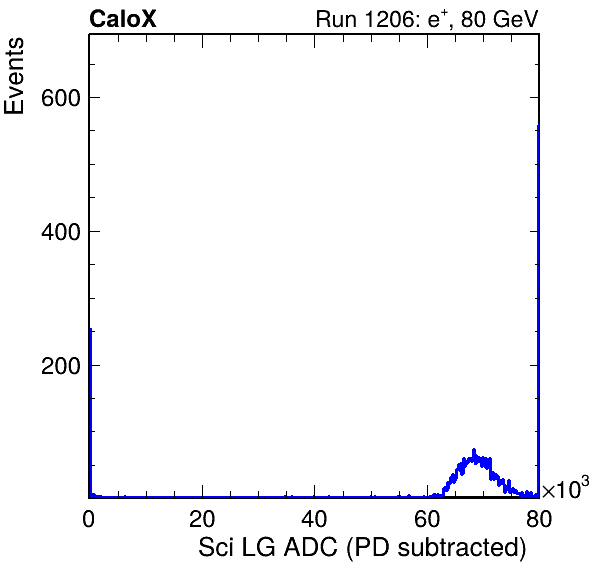 CaloX Run 1206: e+, 80 GeV
Events
600
400
200
0 20 40 60 80
×10³
Sci LG ADC (PD subtracted)